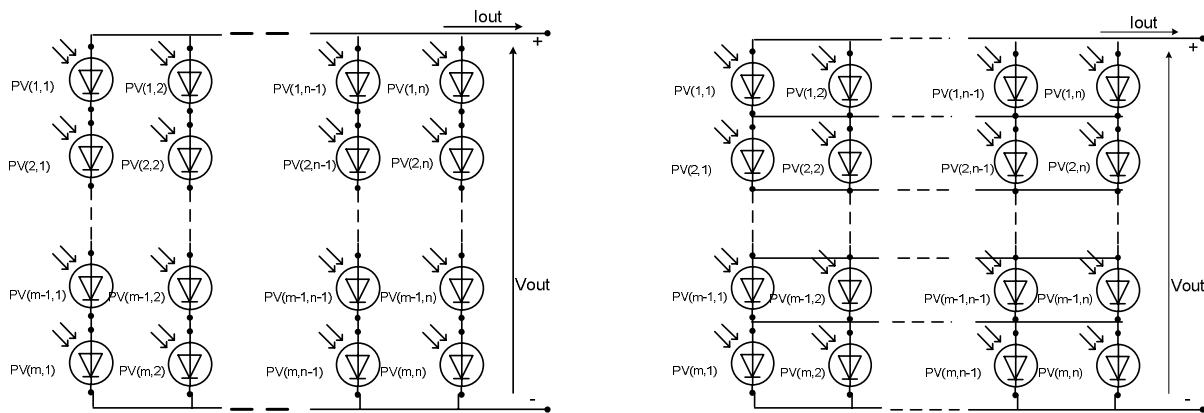 Iout
+
PV(1,1) PV(1,2) PV(1,n-1) PV(1,n)
PV(2,1) PV(2,2) PV(2,n-1) PV(2,n)
Vout
PV(m-1,1) PV(m-1,2) PV(m-1,n-1) PV(m-1,n)
PV(m,1) PV(m,2) PV(m,n-1) PV(m,n)
-
Iout
+
PV(1,1) PV(1,2) PV(1,n-1) PV(1,n)
PV(2,1) PV(2,2) PV(2,n-1) PV(2,n)
Vout
PV(m-1,1) PV(m-1,2) PV(m-1,n-1) PV(m-1,n)
PV(m,1) PV(m,2) PV(m,n-1) PV(m,n)
-